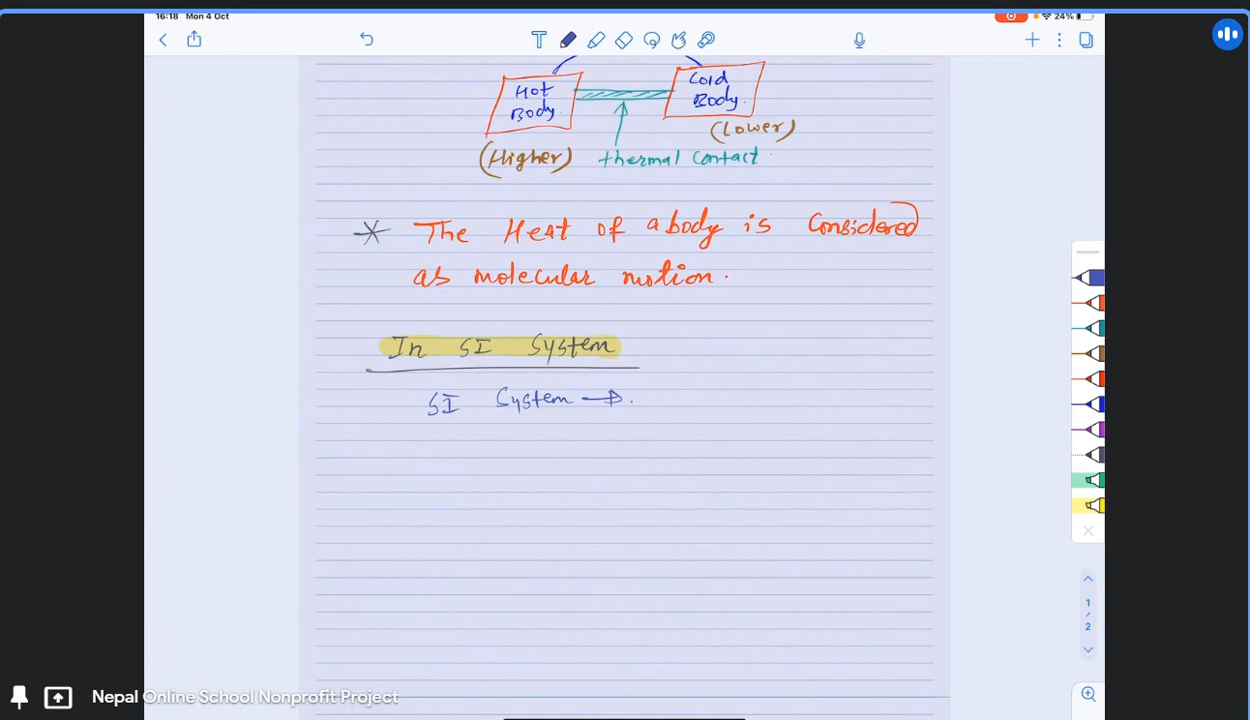 16:18 Mon 4 Oct
24%
T
Hot
Body
Cold
Body
(Higher)
(Lower)
thermal Contact
* The Heat of a body is Considered
as molecular motion.
In SI System
SI System →
1
/
2
Nepal Online School Nonprofit Project